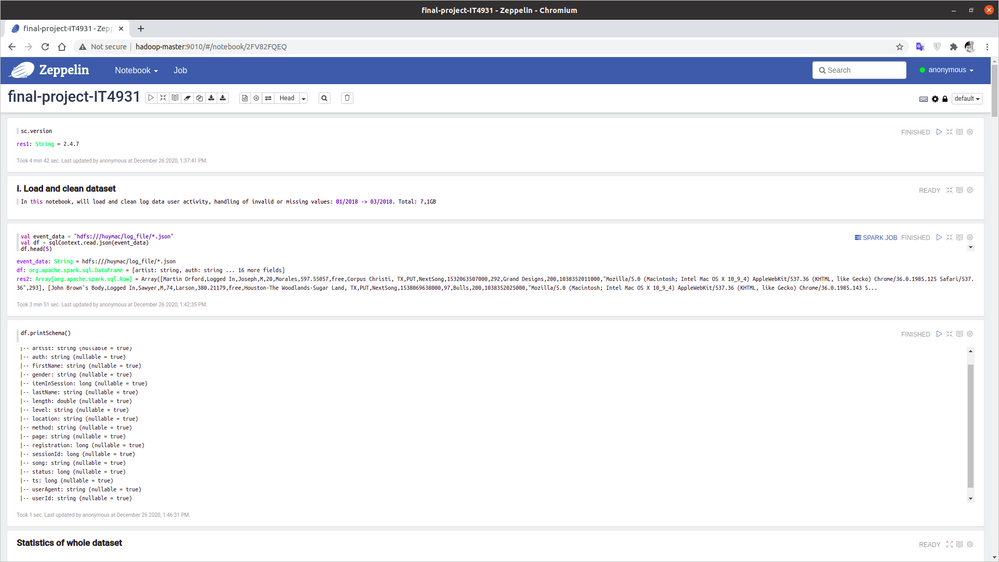 final-project-IT4931 - Zeppelin - Chromium
final-project-IT4931 - Zepp
Not secure
hadoop-master:9010/#/notebook/2FV82FQEQ
Zeppelin
Notebook
Job
Search
anonymous
final-project-IT4931
Head
default
sc.version
FINISHED
res1: String = 2.4.7
Took 4 min 42 sec. Last updated by anonymous at December 26 2020, 1:37:41 PM.
i. Load and clean dataset
READY
In this notebook, will load and clean log data user activity, handling of invalid or missing values: 01/2018 -> 03/2018. Total: 7,1GB
val event_data = "hdfs:///huymac/log_file/*.json"
SPARK JOB FINISHED
val df = sqlContext.read.json(event_data)
df.head(5)
event_data: String = hdfs:///huymac/log_file/*.json
df: org.apache.spark.sql.DataFrame = [artist: string, auth: string ... 16 more fields]
res2: Array[org.apache.spark.sql.Row] = Array([Martin Orford,Logged In,Joseph,M,20,Morales,597.55057,free,Corpus Christi, TX,PUT,NextSong,1532063507000,292,Grand Designs,200,1038352011000,"Mozilla/5.0 (Macintosh; Intel Mac OS X 10_9_4) AppleWebKit/537.36 (KHTML, like Gecko) Chrome/36.0.1985.125 Safari/537.
36",293], [John Brown's Body,Logged In,Sawyer,M,74,Larson,380.21179,free,Houston-The Woodlands-Sugar Land, TX,PUT,NextSong,1538069638000,97,Bulls,200,1038352025000,"Mozilla/5.0 (Macintosh; Intel Mac OS X 10_9_4) AppleWebKit/537.36 (KHTML, like Gecko) Chrome/36.0.1985.143 S...
Took 3 min 51 sec. Last updated by anonymous at December 26 2020, 1:42:35 PM.
df.printSchema()
FINISHED
|-- artist: string (nullable = true)
|-- auth: string (nullable = true)
|-- firstName: string (nullable = true)
|-- gender: string (nullable = true)
|-- itemInSession: long (nullable = true)
|-- lastName: string (nullable = true)
|-- length: double (nullable = true)
|-- level: string (nullable = true)
|-- location: string (nullable = true)
|-- method: string (nullable = true)
|-- page: string (nullable = true)
|-- registration: long (nullable = true)
|-- sessionId: long (nullable = true)
|-- song: string (nullable = true)
|-- status: long (nullable = true)
|-- ts: long (nullable = true)
|-- userAgent: string (nullable = true)
|-- userId: string (nullable = true)
Took 1 sec. Last updated by anonymous at December 26 2020, 1:46:31 PM.
Statistics of whole dataset
READY